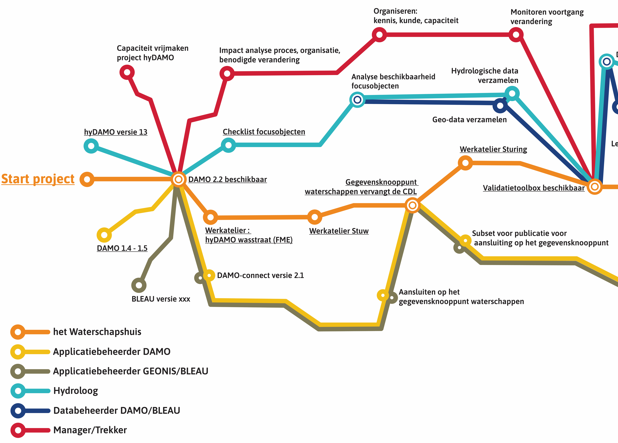 Organiseren:
kennis, kunde, capaciteit
Monitoren voortgang
verandering
Capaciteit vrijmaken
project hyDAMO
Impact analyse proces, organisatie,
benodigde verandering
Analyse beschikbaarheid
focusobjecten
Hydrologische data
verzamelen
Geo-data verzamelen
hyDAMO versie 13
Checklist focusobjecten
Werkatelier Sturing
Start project
DAMO 2.2 beschikbaar
Gegevensknooppunt
waterschappen vervangt de CDL
Validatietoolbox beschikbaar
Werkatelier :
hyDAMO wasstraat (FME)
Werkatelier Stuw
DAMO 1.4 - 1.5
Subset voor publicatie voor
aansluiting op het gegevensknooppunt
DAMO-connect versie 2.1
BLEAU versie xxx
Aansluiten op het
gegevensknooppunt waterschappen
het Waterschapshuis
Applicatiebeheerder DAMO
Applicatiebeheerder GEONIS/BLEAU
Hydroloog
Databeheerder DAMO/BLEAU
Manager/Trekker